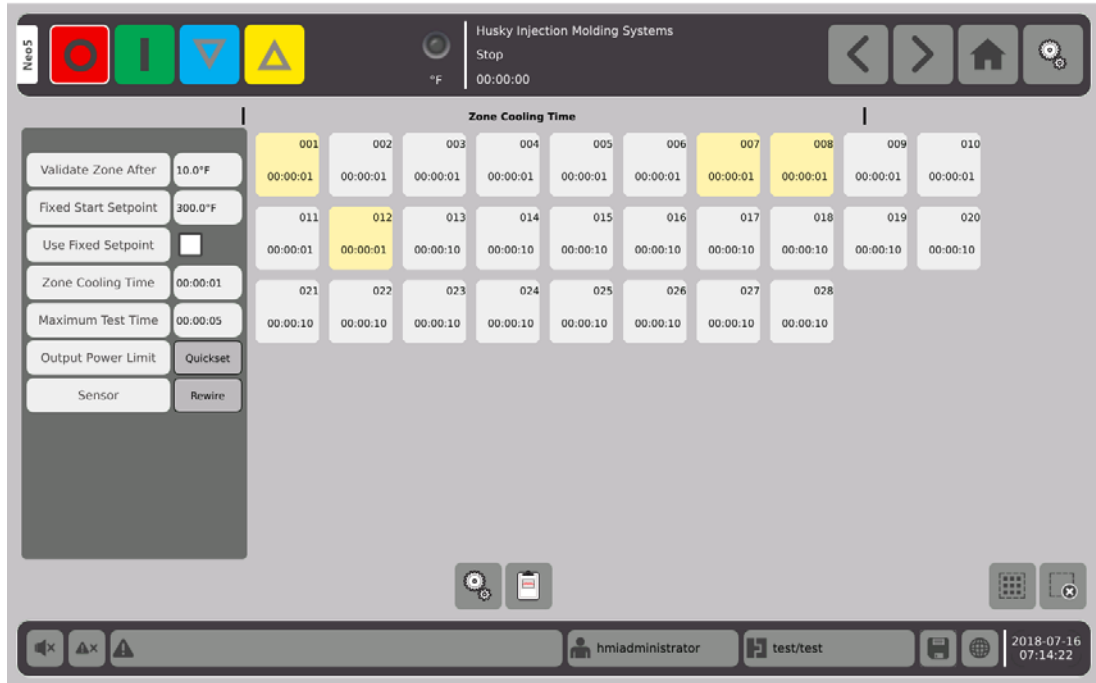 Neo5
Husky Injection Molding Systems
Stop
°F 00:00:00
Zone Cooling Time
001 002 003 004 005 006 007 008 009 010
00:00:01 00:00:01 00:00:01 00:00:01 00:00:01 00:00:01 00:00:01 00:00:01 00:00:01 00:00:01
011 012 013 014 015 016 017 018 019 020
00:00:01 00:00:01 00:00:10 00:00:10 00:00:10 00:00:10 00:00:10 00:00:10 00:00:10 00:00:10
021 022 023 024 025 026 027 028
00:00:10 00:00:10 00:00:10 00:00:10 00:00:10 00:00:10 00:00:10 00:00:10
Validate Zone After 10.0°F
Fixed Start Setpoint 300.0°F
Use Fixed Setpoint
Zone Cooling Time 00:00:01
Maximum Test Time 00:00:05
Output Power Limit Quickset
Sensor Rewire
hmiadministrator test/test 2018-07-16
07:14:22